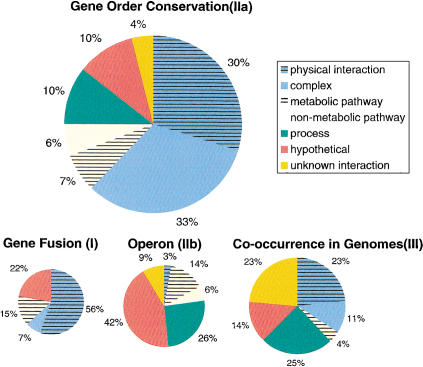 Gene Order Conservation(IIa)
4%
10%
30%
10%
6%
7%
33%
physical interaction
complex
metabolic pathway
non-metabolic pathway
process
hypothetical
unknown interaction
Gene Fusion (I)
22%
15%
7%
56%
Operon (IIb)
9%
3%
14%
6%
42%
26%
Co-occurrence in Genomes(III)
23%
23%
11%
14%
4%
25%